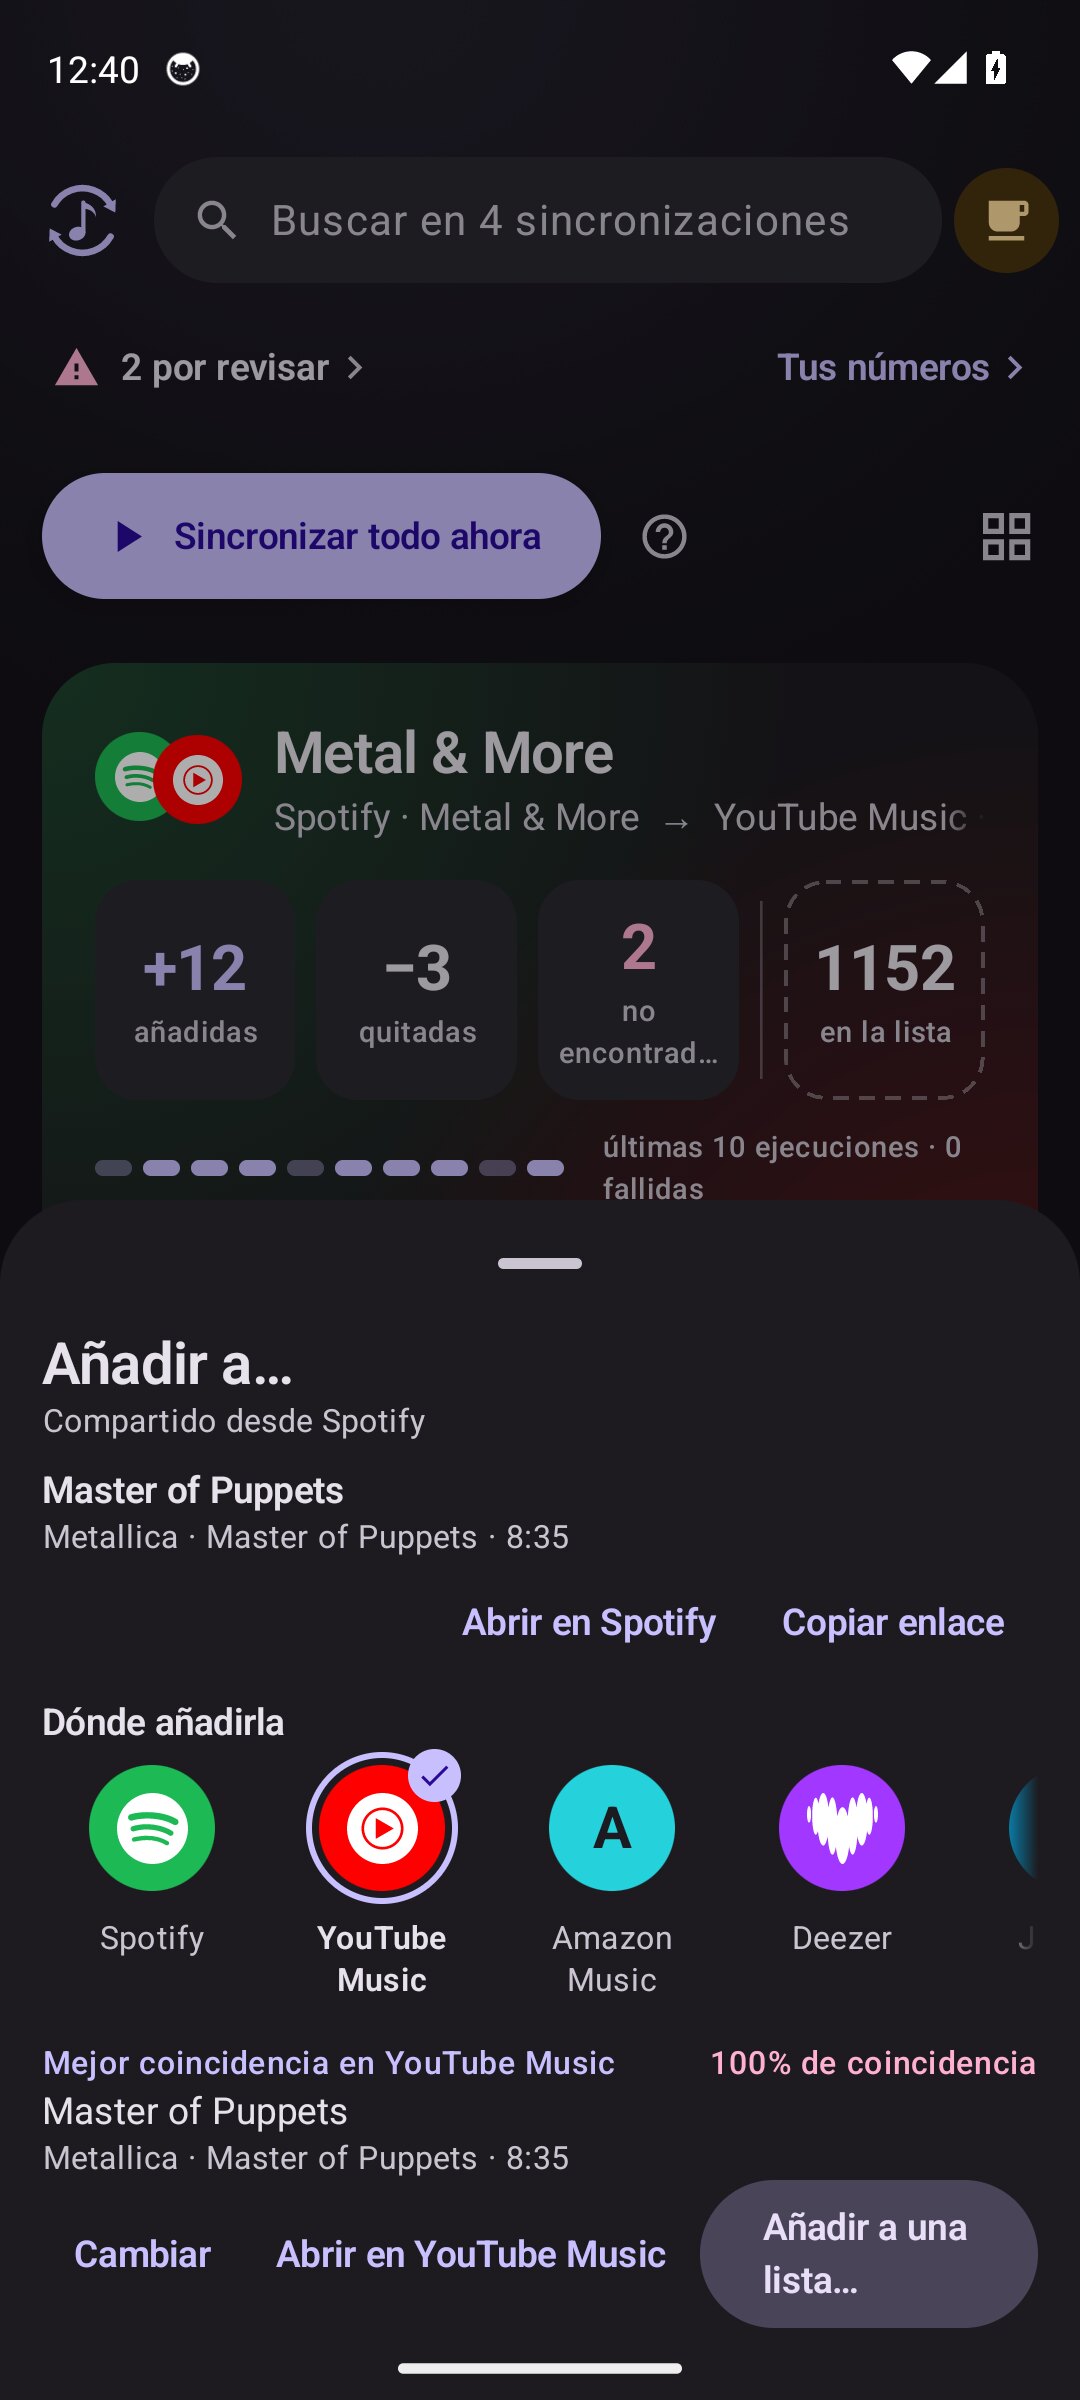 12:40
Buscar en 4 sincronizaciones
2 por revisar
Tus números
Sincronizar todo ahora
Metal & More
Spotify · Metal & More → YouTube Music
+12
añadidas
−3
quitadas
2
no
encontrad…
1152
en la lista
últimas 10 ejecuciones · 0
fallidas
Añadir a…
Compartido desde Spotify
Master of Puppets
Metallica · Master of Puppets · 8:35
Abrir en Spotify
Copiar enlace
Dónde añadirla
A
Spotify
YouTube
Music
Amazon
Music
Deezer
J
Mejor coincidencia en YouTube Music
100% de coincidencia
Master of Puppets
Metallica · Master of Puppets · 8:35
Cambiar
Abrir en YouTube Music
Añadir a una
lista…